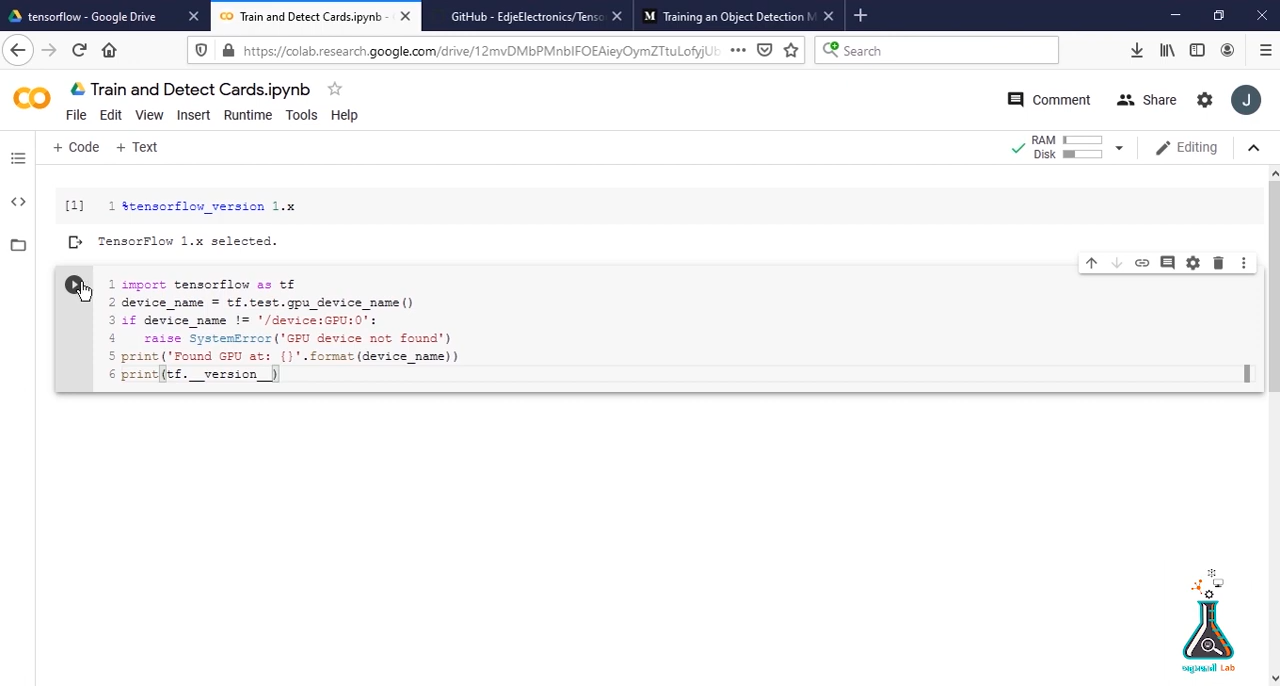 tensorflow - Google Drive
Train and Detect Cards.ipynb -
GitHub - EdjeElectronics/Tenso
Training an Object Detection M
https://colab.research.google.com/drive/12mvDMbPMnbIFOEAieyOymZTtuLofyjUb
Search
Train and Detect Cards.ipynb
Comment
Share
J
File Edit View Insert Runtime Tools Help
+ Code + Text
RAM
Disk
Editing
[1] 1 %tensorflow_version 1.x
TensorFlow 1.x selected.
1 import tensorflow as tf
2 device_name = tf.test.gpu_device_name()
3 if device_name != '/device:GPU:0':
4 raise SystemError('GPU device not found')
5 print('Found GPU at: {}'.format(device_name))
6 print(tf.__version__)
Lab